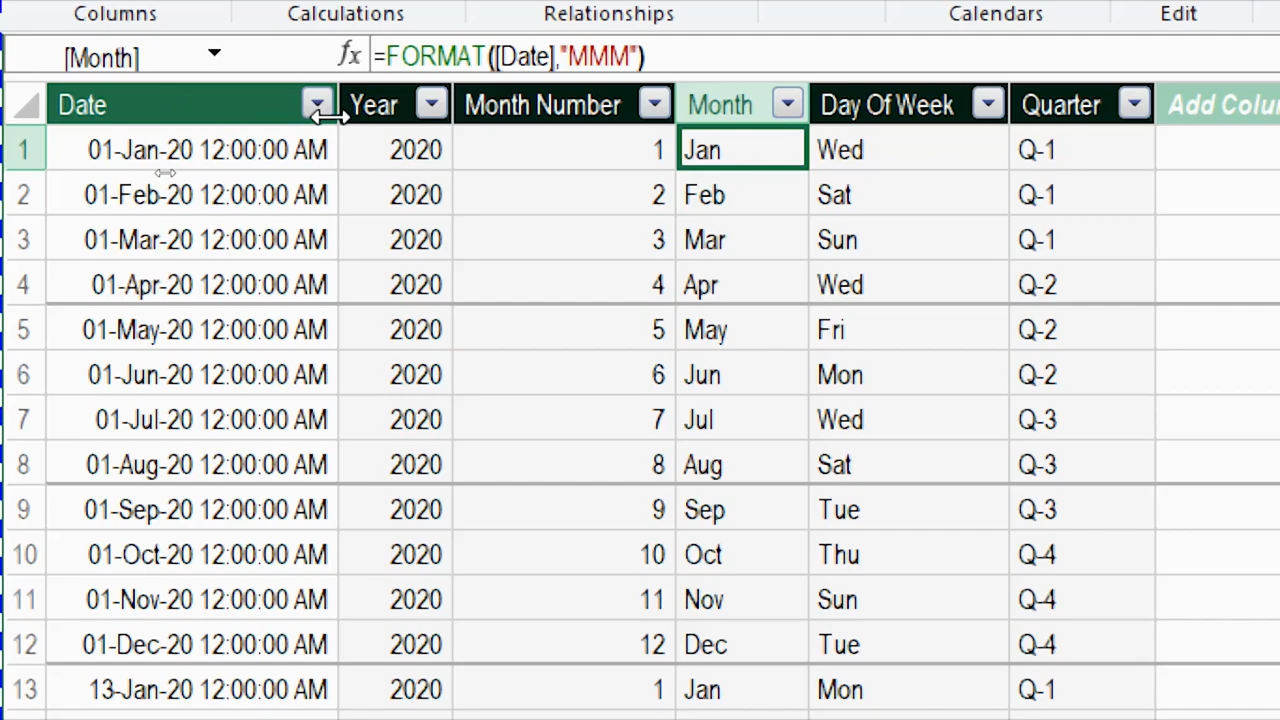 Columns Calculations Relationships Calendars Edit
[Month] fx =FORMAT([Date],"MMM")
Date Year Month Number Month Day Of Week Quarter Add Colu
1 01-Jan-20 12:00:00 AM 2020 1 Jan Wed Q-1
2 01-Feb-20 12:00:00 AM 2020 2 Feb Sat Q-1
3 01-Mar-20 12:00:00 AM 2020 3 Mar Sun Q-1
4 01-Apr-20 12:00:00 AM 2020 4 Apr Wed Q-2
5 01-May-20 12:00:00 AM 2020 5 May Fri Q-2
6 01-Jun-20 12:00:00 AM 2020 6 Jun Mon Q-2
7 01-Jul-20 12:00:00 AM 2020 7 Jul Wed Q-3
8 01-Aug-20 12:00:00 AM 2020 8 Aug Sat Q-3
9 01-Sep-20 12:00:00 AM 2020 9 Sep Tue Q-3
10 01-Oct-20 12:00:00 AM 2020 10 Oct Thu Q-4
11 01-Nov-20 12:00:00 AM 2020 11 Nov Sun Q-4
12 01-Dec-20 12:00:00 AM 2020 12 Dec Tue Q-4
13 13-Jan-20 12:00:00 AM 2020 1 Jan Mon Q-1